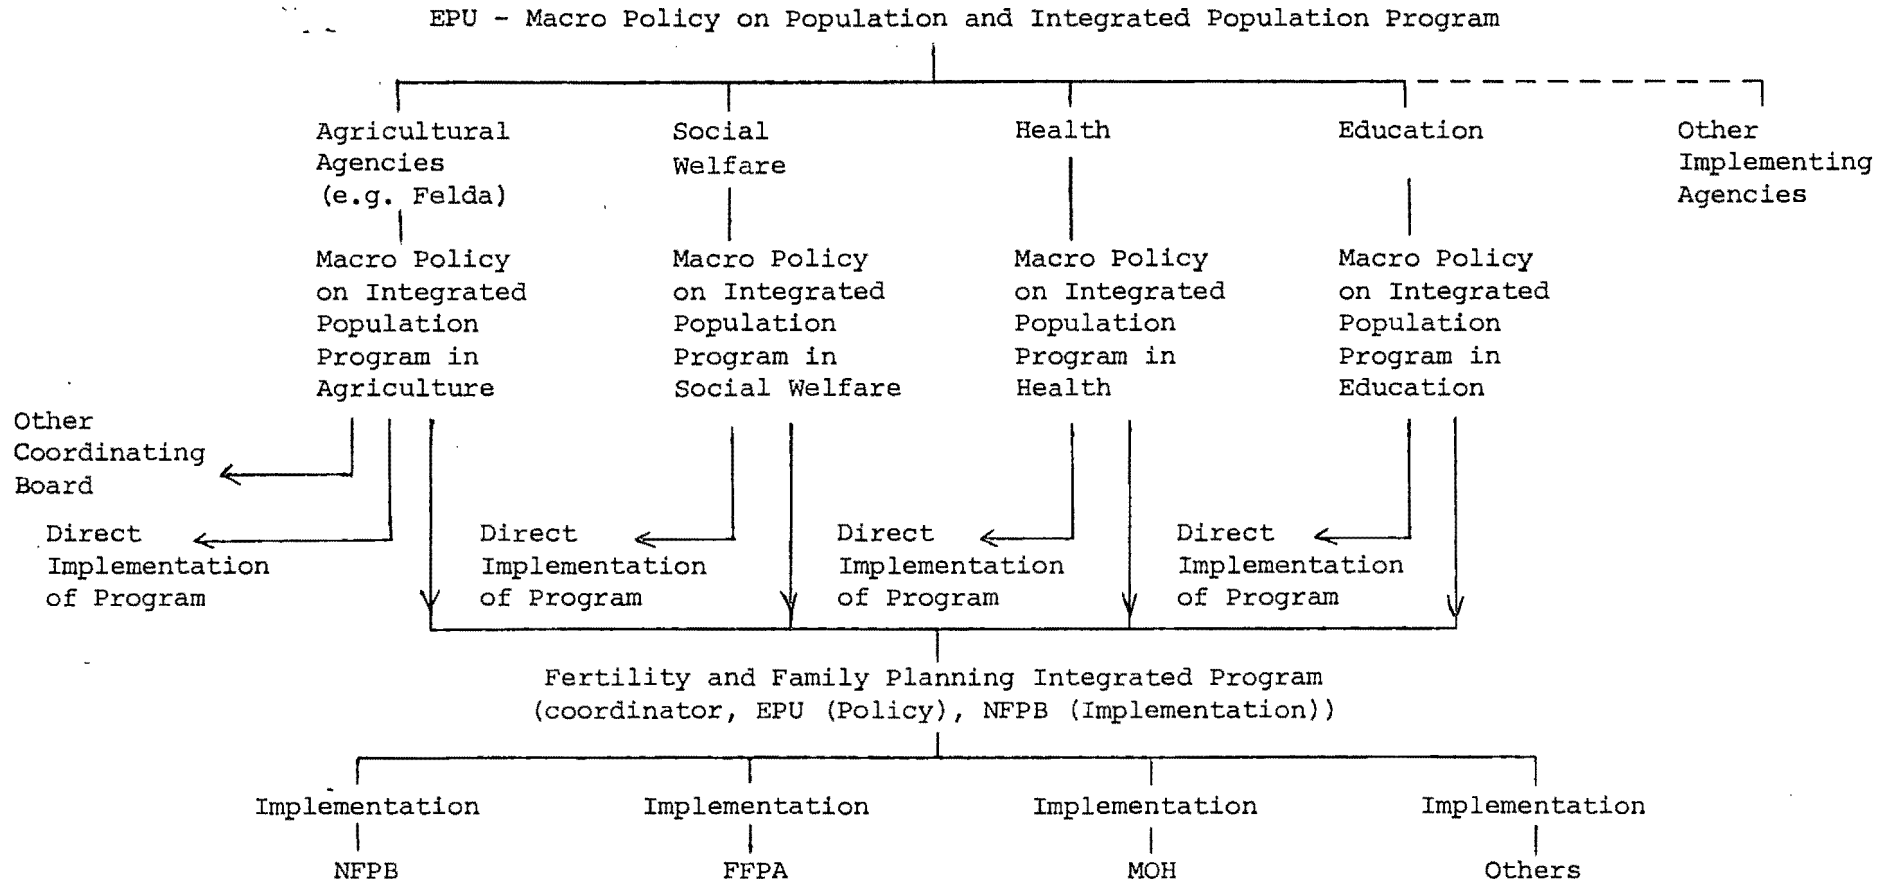 EPU - Macro Policy on Population and Integrated Population Program
Agricultural
Agencies
(e.g. Felda)
Social
Welfare
Health
Education
Other
Implementing
Agencies
Macro Policy
on Integrated
Population
Program in
Agriculture
Macro Policy
on Integrated
Population
Program in
Social Welfare
Macro Policy
on Integrated
Population
Program in
Health
Macro Policy
on Integrated
Population
Program in
Education
Other
Coordinating
Board
Direct
Implementation
of Program
Direct
Implementation
of Program
Direct
Implementation
of Program
Direct
Implementation
of Program
Fertility and Family Planning Integrated Program
(coordinator, EPU (Policy), NFPB (Implementation))
Implementation
Implementation
Implementation
Implementation
NFPB
FFPA
MOH
Others